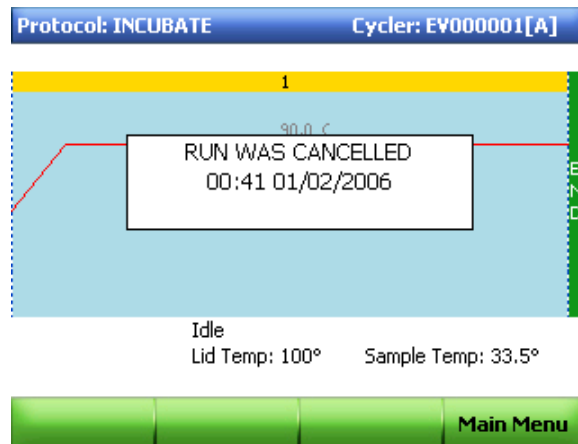 Protocol: INCUBATE Cycler: EV000001[A]
1
90.0 C
RUN WAS CANCELLED
00:41 01/02/2006
E
N
D
Idle
Lid Temp: 100° Sample Temp: 33.5°
Main Menu